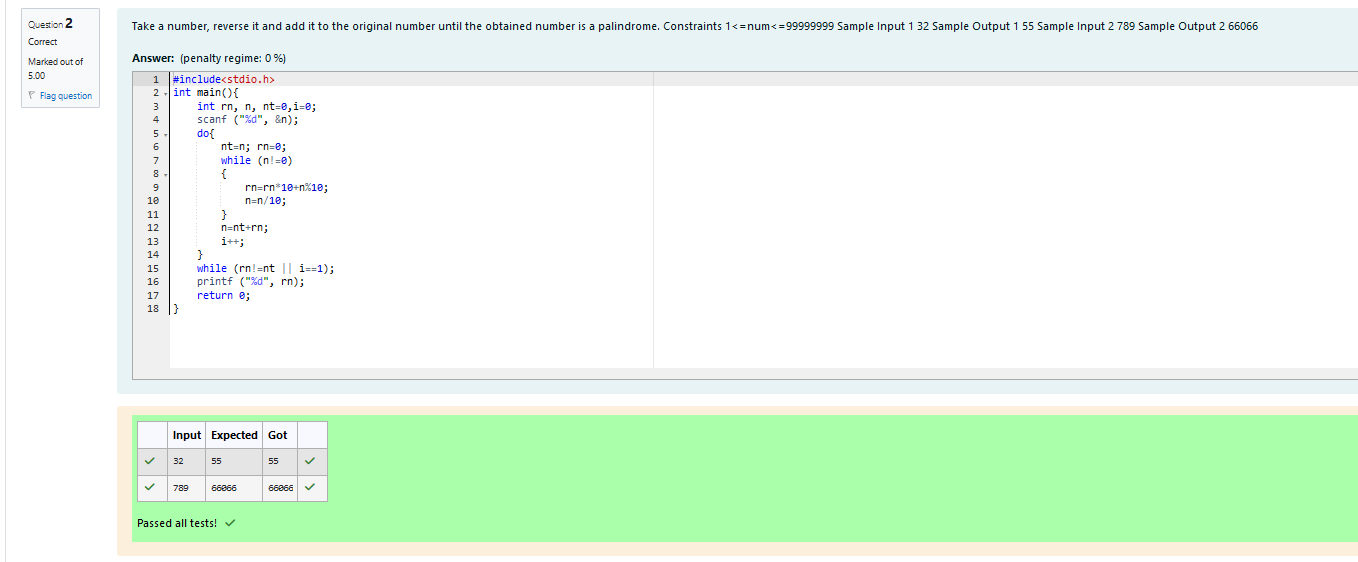 Question 2
Correct
Marked out of
5.00
Flag question
Take a number, reverse it and add it to the original number until the obtained number is a palindrome. Constraints 1<=num<=99999999 Sample Input 1 32 Sample Output 1 55 Sample Input 2 789 Sample Output 2 66066
Answer: (penalty regime: 0 %)
1 #include<stdio.h>
2 int main(){
3 int rn, n, nt=0,i=0;
4 scanf ("%d", &n);
5 do{
6 nt=n; rn=0;
7 while (n!=0)
8 {
9 rn=rn*10+n%10;
10 n=n/10;
11 }
12 n=nt+rn;
13 i++;
14 }
15 while (rn!=nt || i==1);
16 printf ("%d", rn);
17 return 0;
18 }
Input Expected Got
32 55 55
789 66066 66066
Passed all tests!